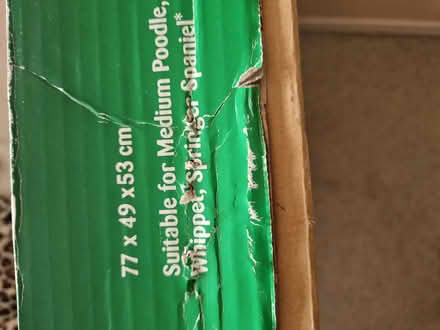 77 x 49 x 53 cm
Suitable for Medium Poodle,
Whippet, Springer Spaniel*